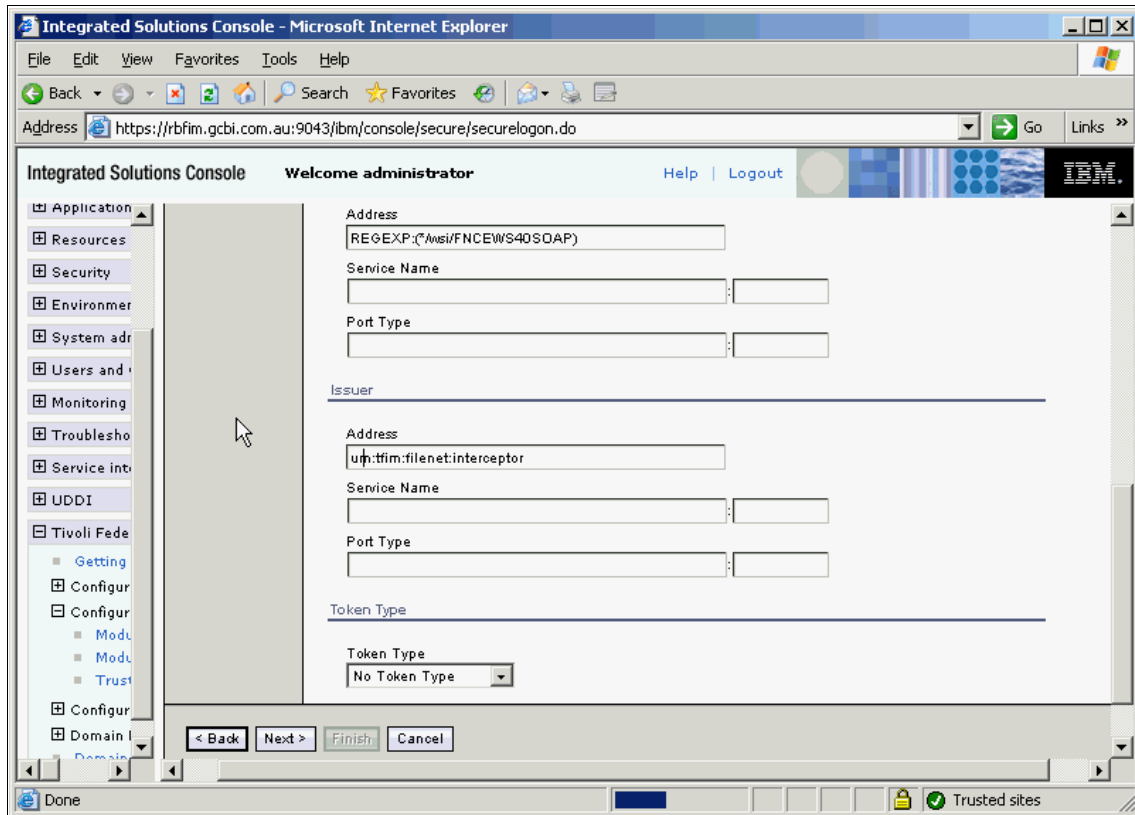 Integrated Solutions Console - Microsoft Internet Explorer
File Edit View Favorites Tools Help
Back Search Favorites
Address https://rbfim.gcbi.com.au:9043/ibm/console/secure/securelogon.do Go Links »
Integrated Solutions Console Welcome administrator Help | Logout IBM.
Application
Resources
Security
Environmer
System adr
Users and
Monitoring
Troublesho
Service int
UDDI
Tivoli Fede
Getting
Configur
Configur
Modu
Modu
Trust
Configur
Domain
Domain
Address
REGEXP:(*/wsi/FNCEWS40SOAP)
Service Name
:
Port Type
:
Issuer
Address
urn:tfim:filenet:interceptor
Service Name
:
Port Type
:
Token Type
Token Type
No Token Type
< Back Next > Finish Cancel
Done Trusted sites